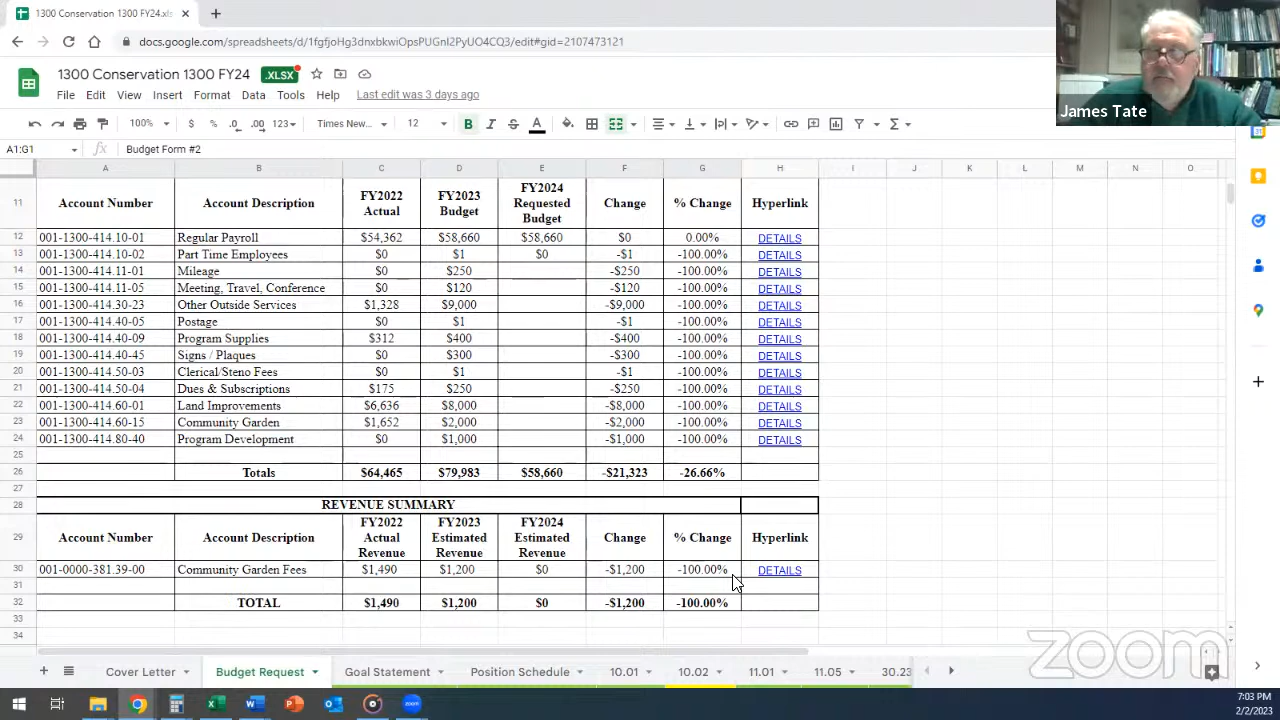 1300 Conservation 1300 FY24.xls
docs.google.com/spreadsheets/d/1fgfjoHg3dnxbkwiOpsPUGnI2PyUO4CQ3/edit#gid=2107473121
1300 Conservation 1300 FY24 .XLSX
File Edit View Insert Format Data Tools Help Last edit was 3 days ago
100% $ % .0 .00 123 Times New... 12 B I S A Σ
A1:G1 fx Budget Form #2
A B C D E F G H I J K L M N O
11 Account Number Account Description FY2022 Actual FY2023 Budget FY2024 Requested Budget Change % Change Hyperlink
12 001-1300-414.10-01 Regular Payroll $54,362 $58,660 $58,660 $0 0.00% DETAILS
13 001-1300-414.10-02 Part Time Employees $0 $1 $0 -$1 -100.00% DETAILS
14 001-1300-414.11-01 Mileage $0 $250 -$250 -100.00% DETAILS
15 001-1300-414.11-05 Meeting, Travel, Conference $0 $120 -$120 -100.00% DETAILS
16 001-1300-414.30-23 Other Outside Services $1,328 $9,000 -$9,000 -100.00% DETAILS
17 001-1300-414.40-05 Postage $0 $1 -$1 -100.00% DETAILS
18 001-1300-414.40-09 Program Supplies $312 $400 -$400 -100.00% DETAILS
19 001-1300-414.40-45 Signs / Plaques $0 $300 -$300 -100.00% DETAILS
20 001-1300-414.50-03 Clerical/Steno Fees $0 $1 -$1 -100.00% DETAILS
21 001-1300-414.50-04 Dues & Subscriptions $175 $250 -$250 -100.00% DETAILS
22 001-1300-414.60-01 Land Improvements $6,636 $8,000 -$8,000 -100.00% DETAILS
23 001-1300-414.60-15 Community Garden $1,652 $2,000 -$2,000 -100.00% DETAILS
24 001-1300-414.80-40 Program Development $0 $1,000 -$1,000 -100.00% DETAILS
25
26 Totals $64,465 $79,983 $58,660 -$21,323 -26.66%
27
28 REVENUE SUMMARY
29 Account Number Account Description FY2022 Actual Revenue FY2023 Estimated Revenue FY2024 Estimated Revenue Change % Change Hyperlink
30 001-0000-381.39-00 Community Garden Fees $1,490 $1,200 $0 -$1,200 -100.00% DETAILS
31
32 TOTAL $1,490 $1,200 $0 -$1,200 -100.00%
33
34
Cover Letter Budget Request Goal Statement Position Schedule 10.01 10.02 11.01 11.05 30.23
7:03 PM
2/2/2023
James Tate
zoom